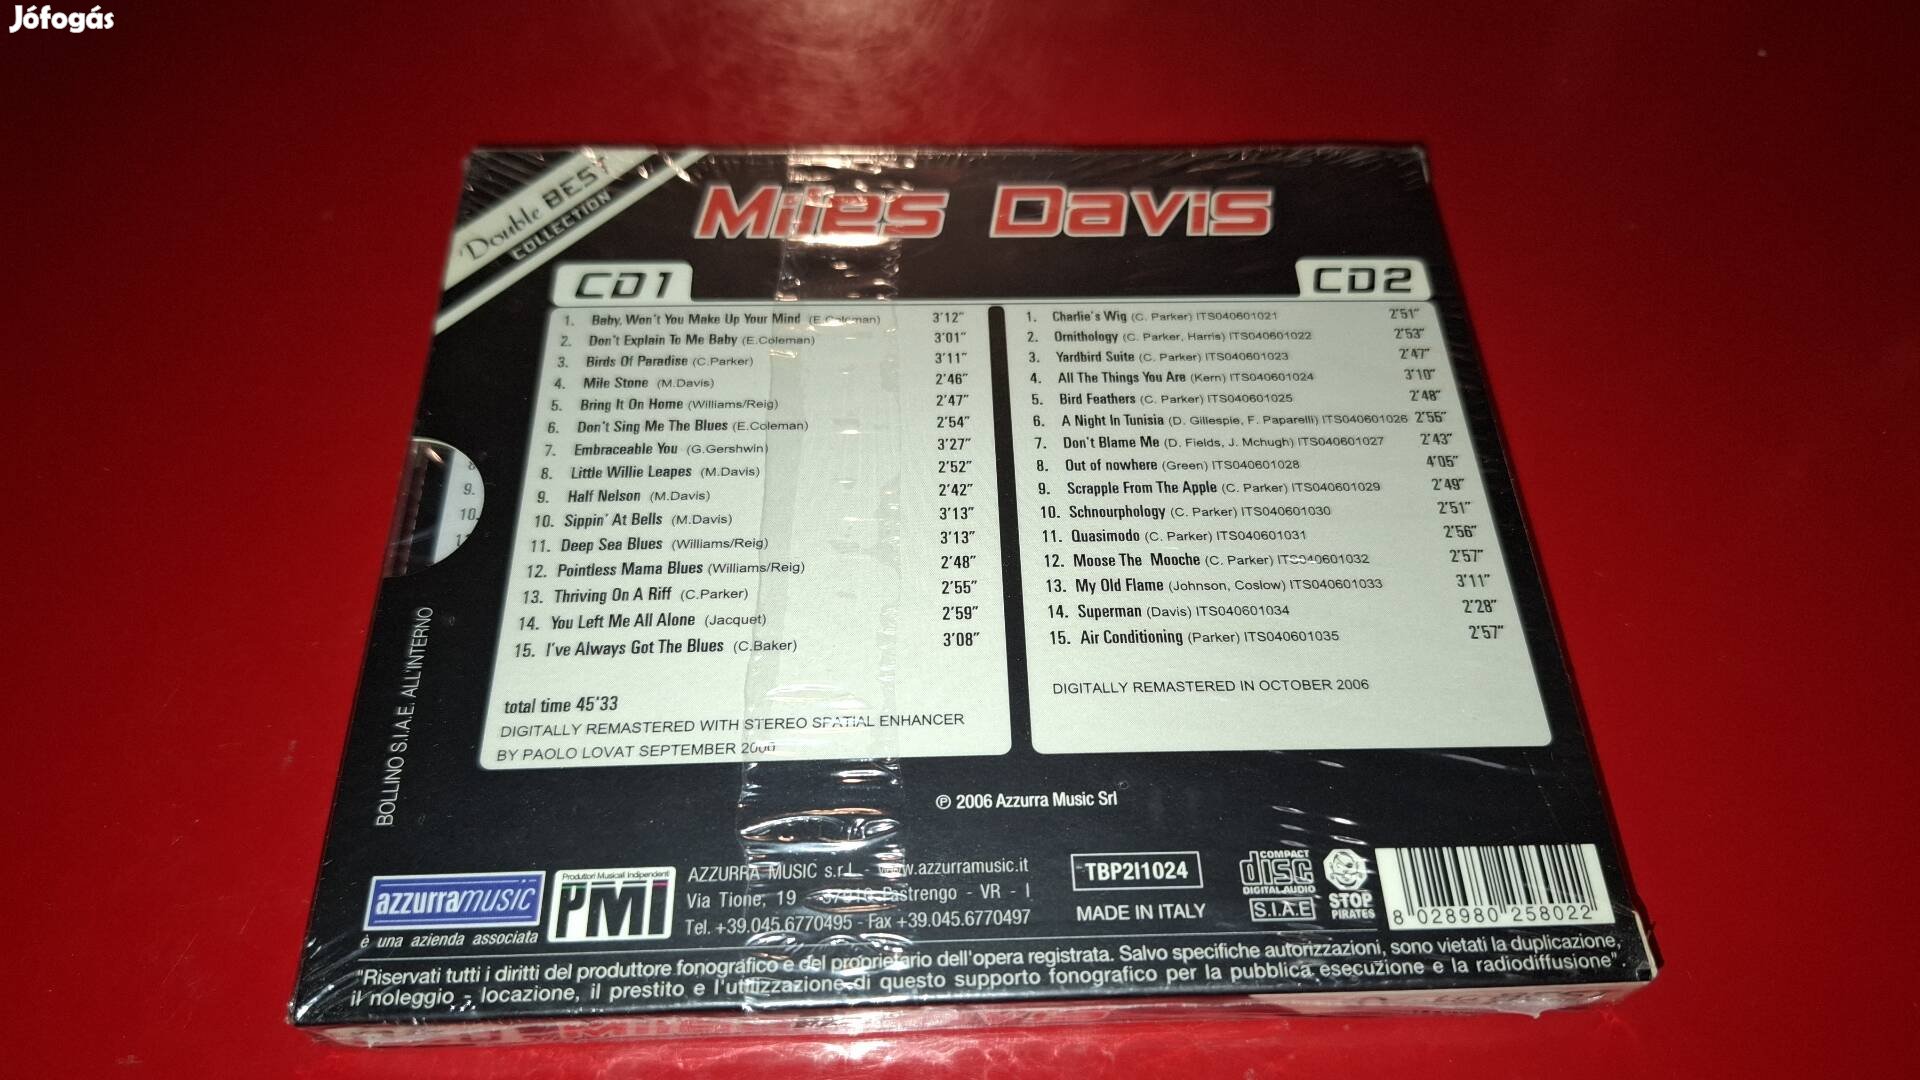 Jófogás
Double BEST
COLLECTION
Miles Davis
CD1
1. Baby, Won't You Make Up Your Mind (E.Coleman) 3'12"
2. Don't Explain To Me Baby (E.Coleman) 3'01"
3. Birds Of Paradise (C.Parker) 3'11"
4. Mile Stone (M.Davis) 2'46"
5. Bring It On Home (Williams/Reig) 2'47"
6. Don't Sing Me The Blues (E.Coleman) 2'54"
7. Embraceable You (G.Gershwin) 3'27"
8. Little Willie Leapes (M.Davis) 2'52"
9. Half Nelson (M.Davis) 2'42"
10. Sippin' At Bells (M.Davis) 3'13"
11. Deep Sea Blues (Williams/Reig) 3'13"
12. Pointless Mama Blues (Williams/Reig) 2'48"
13. Thriving On A Riff (C.Parker) 2'55"
14. You Left Me All Alone (Jacquet) 2'59"
15. I've Always Got The Blues (C.Baker) 3'08"
total time 45'33
DIGITALLY REMASTERED WITH STEREO SPATIAL ENHANCER
BY PAOLO LOVAT SEPTEMBER 2000
CD2
1. Charlie's Wig (C. Parker) ITS040601021 2'51"
2. Ornithology (C. Parker, Harris) ITS040601022 2'53"
3. Yardbird Suite (C. Parker) ITS040601023 2'47"
4. All The Things You Are (Kern) ITS040601024 3'10"
5. Bird Feathers (C. Parker) ITS040601025 2'48"
6. A Night In Tunisia (D. Gillespie, F. Paparelli) ITS040601026 2'55"
7. Don't Blame Me (D. Fields, J. Mchugh) ITS040601027 2'43"
8. Out of nowhere (Green) ITS040601028 4'05"
9. Scrapple From The Apple (C. Parker) ITS040601029 2'49"
10. Schnourphology (C. Parker) ITS040601030 2'51"
11. Quasimodo (C. Parker) ITS040601031 2'56"
12. Moose The Mooche (C. Parker) ITS040601032 2'57"
13. My Old Flame (Johnson, Coslow) ITS040601033 3'11"
14. Superman (Davis) ITS040601034 2'28"
15. Air Conditioning (Parker) ITS040601035 2'57"
DIGITALLY REMASTERED IN OCTOBER 2006
9.
10.
BOLLINO S.I.A.E. ALL'INTERNO
℗ 2006 Azzurra Music Srl
azzurramusic
è una azienda associata
Produttori Musicali Indipendenti
PMI
AZZURRA MUSIC s.r.l. - www.azzurramusic.it
Via Tione, 19 - 37010 Pastrengo - VR - I
Tel. +39.045.6770495 - Fax +39.045.6770497
TBP2I1024
MADE IN ITALY
COMPACT
disc
DIGITAL AUDIO
S.I.A.E
STOP
PIRATES
8 028980 258022
"Riservati tutti i diritti del produttore fonografico e del proprietario dell'opera registrata. Salvo specifiche autorizzazioni, sono vietati la duplicazione,
il noleggio - locazione, il prestito e l'utilizzazione di questo supporto fonografico per la pubblica esecuzione e la radiodiffusione".